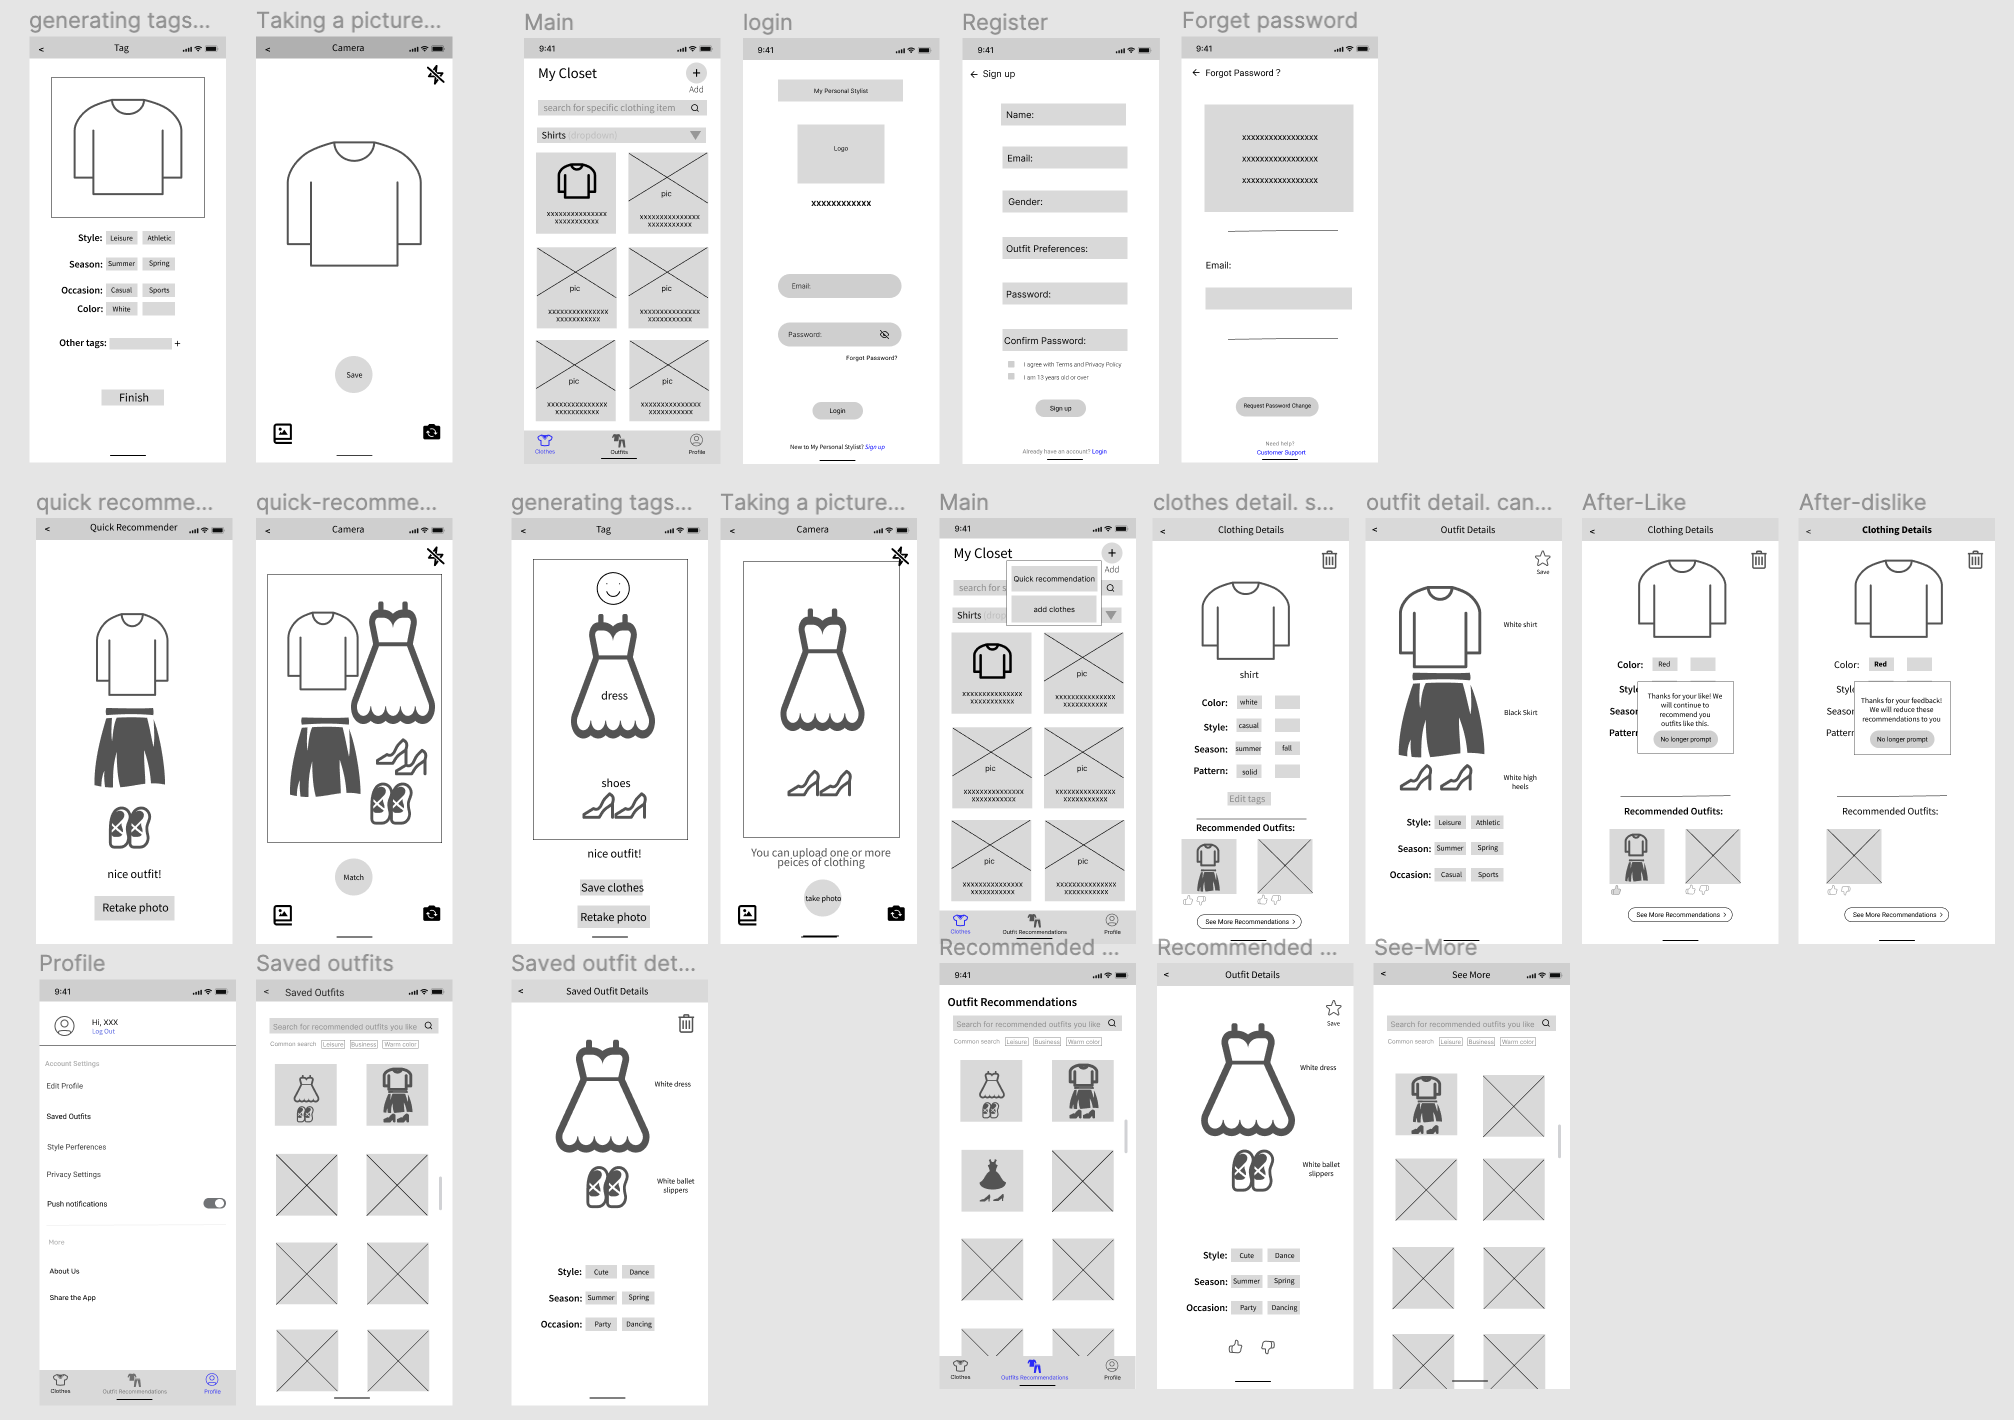 generating tags...
<
Tag
Style:
Leisure
Athletic
Season:
Summer
Spring
Occasion:
Casual
Sports
Color:
White
Other tags:
+
Finish
Taking a picture...
<
Camera
Save
Main
9:41
My Closet
+
Add
search for specific clothing item
Shirts (dropdown)
xxxxxxxxxxxxxxx
xxxxxxxxxxx
pic
xxxxxxxxxxxxxxx
xxxxxxxxxxx
pic
xxxxxxxxxxxxxxx
xxxxxxxxxxx
pic
xxxxxxxxxxxxxxx
xxxxxxxxxxx
pic
xxxxxxxxxxxxxxx
xxxxxxxxxxx
pic
xxxxxxxxxxxxxxx
xxxxxxxxxxx
Clothes
Outfits
Profile
login
9:41
My Personal Stylist
Logo
xxxxxxxxxxxx
Email:
Password:
Forgot Password?
Login
New to My Personal Stylist? Sign up
Register
9:41
← Sign up
Name:
Email:
Gender:
Outfit Preferences:
Password:
Confirm Password:
I agree with Terms and Privacy Policy
I am 13 years old or over
Sign up
Already have an account? Login
Forget password
9:41
← Forgot Password ?
xxxxxxxxxxxxxxxxx
xxxxxxxxxxxxxxxxx
xxxxxxxxxxxxxxxxx
Email:
Request Password Change
Need help?
Customer Support
quick recomme...
<
Quick Recommender
nice outfit!
Retake photo
quick-recomme...
<
Camera
Match
generating tags...
<
Tag
dress
shoes
nice outfit!
Save clothes
Retake photo
Taking a picture...
<
Camera
You can upload one or more
peices of clothing
take photo
Main
9:41
My Closet
+
Add
Quick recommendation
search for s
add clothes
Shirts (drop
xxxxxxxxxxxxxxx
xxxxxxxxxxx
pic
xxxxxxxxxxxxxxx
xxxxxxxxxxx
pic
xxxxxxxxxxxxxxx
xxxxxxxxxxx
pic
xxxxxxxxxxxxxxx
xxxxxxxxxxx
pic
xxxxxxxxxxxxxxx
xxxxxxxxxxx
pic
xxxxxxxxxxxxxxx
xxxxxxxxxxx
Clothes
Outfit Recommendations
Profile
clothes detail. s...
<
Clothing Details
shirt
Color:
white
Style:
casual
Season:
summer
fall
Pattern:
solid
Edit tags
Recommended Outfits:
See More Recommendations >
outfit detail. can...
<
Outfit Details
Save
White shirt
Black Skirt
White high
heels
Style:
Leisure
Athletic
Season:
Summer
Spring
Occasion:
Casual
Sports
After-Like
<
Clothing Details
Color:
Red
Style
Season
Pattern
Thanks for your like! We
will continue to
recommend you
outfits like this.
No longer prompt
Recommended Outfits:
See More Recommendations >
After-dislike
<
Clothing Details
Color:
Red
Style
Season
Pattern
Thanks for your feedback!
We will reduce these
recommendations to you
No longer prompt
Recommended Outfits:
See More Recommendations >
Profile
9:41
Hi, XXX
Log Out
Account Settings
Edit Profile
Saved Outfits
Style Perferences
Privacy Settings
Push notifications
More
About Us
Share the App
Clothes
Outfit Recommendations
Profile
Saved outfits
<
Saved Outfits
Search for recommended outfits you like
Common search
Leisure
Business
Warm color
Saved outfit det...
<
Saved Outfit Details
White dress
White ballet
slippers
Style:
Cute
Dance
Season:
Summer
Spring
Occasion:
Party
Dancing
Recommended ...
9:41
Outfit Recommendations
Search for recommended outfits you like
Common search
Leisure
Business
Warm color
Clothes
Outfits Recommendations
Profile
Recommended ...
<
Outfit Details
Save
White dress
White ballet
slippers
Style:
Cute
Dance
Season:
Summer
Spring
Occasion:
Party
Dancing
See-More
<
See More
Search for recommended outfits you like
Common search
Leisure
Business
Warm color